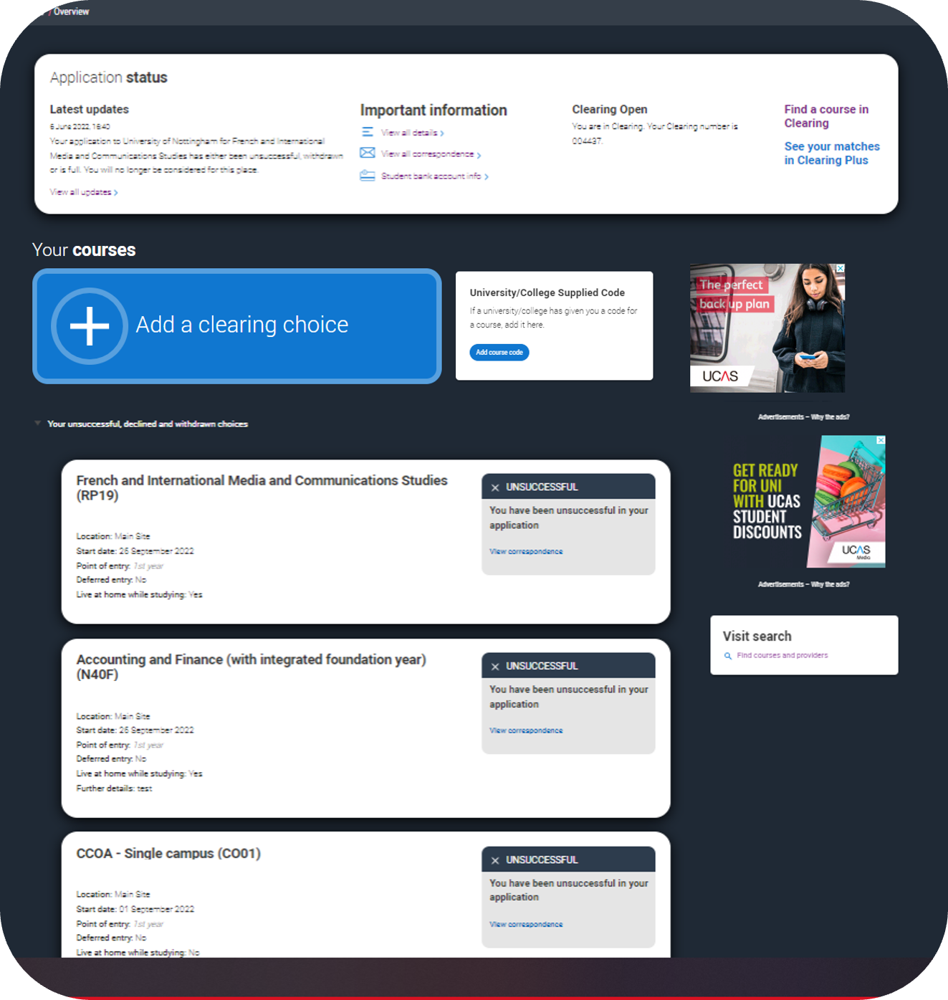 / Overview
Application status
Latest updates
6 June 2022, 16:40
Your application to University of Nottingham for French and International
Media and Communications Studies has either been unsuccessful, withdrawn
or is full. You will no longer be considered for this place.
View all updates >
Important information
View all details >
View all correspondence >
Student bank account info >
Clearing Open
You are in Clearing. Your Clearing number is
004437.
Find a course in
Clearing
See your matches
in Clearing Plus
Your courses
Add a clearing choice
University/College Supplied Code
If a university/college has given you a code for
a course, add it here.
Add course code
The perfect
back up plan
UCAS
Advertisements – Why the ads?
Your unsuccessful, declined and withdrawn choices
French and International Media and Communications Studies
(RP19)
Location: Main Site
Start date: 26 September 2022
Point of entry: 1st year
Deferred entry: No
Live at home while studying: Yes
UNSUCCESSFUL
You have been unsuccessful in your
application
View correspondence
GET READY
FOR UNI
WITH UCAS
STUDENT
DISCOUNTS
UCAS
Media
Advertisements – Why the ads?
Visit search
Find courses and providers
Accounting and Finance (with integrated foundation year)
(N40F)
Location: Main Site
Start date: 26 September 2022
Point of entry: 1st year
Deferred entry: No
Live at home while studying: Yes
Further details: test
UNSUCCESSFUL
You have been unsuccessful in your
application
View correspondence
CCOA - Single campus (CO01)
Location: Main Site
Start date: 01 September 2022
Point of entry: 1st year
Deferred entry: No
Live at home while studying: No
UNSUCCESSFUL
You have been unsuccessful in your
application
View correspondence